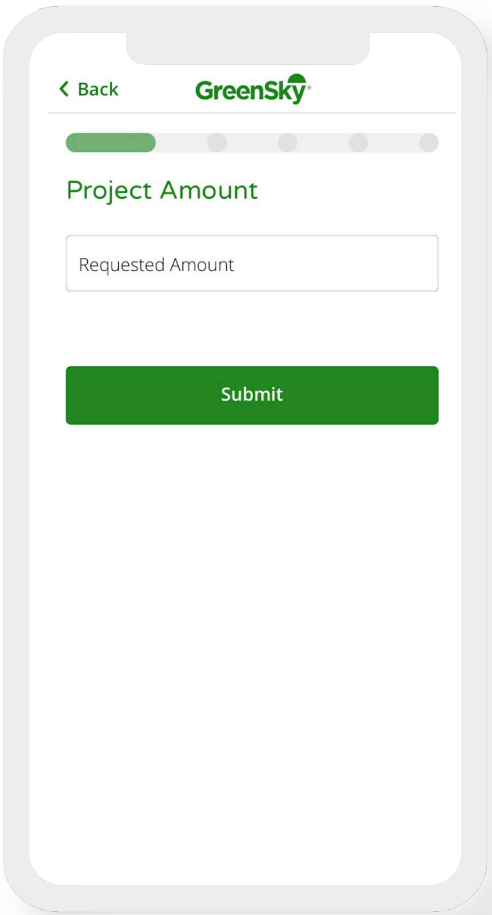 Back
GreenSky®
Project Amount
Requested Amount
Submit